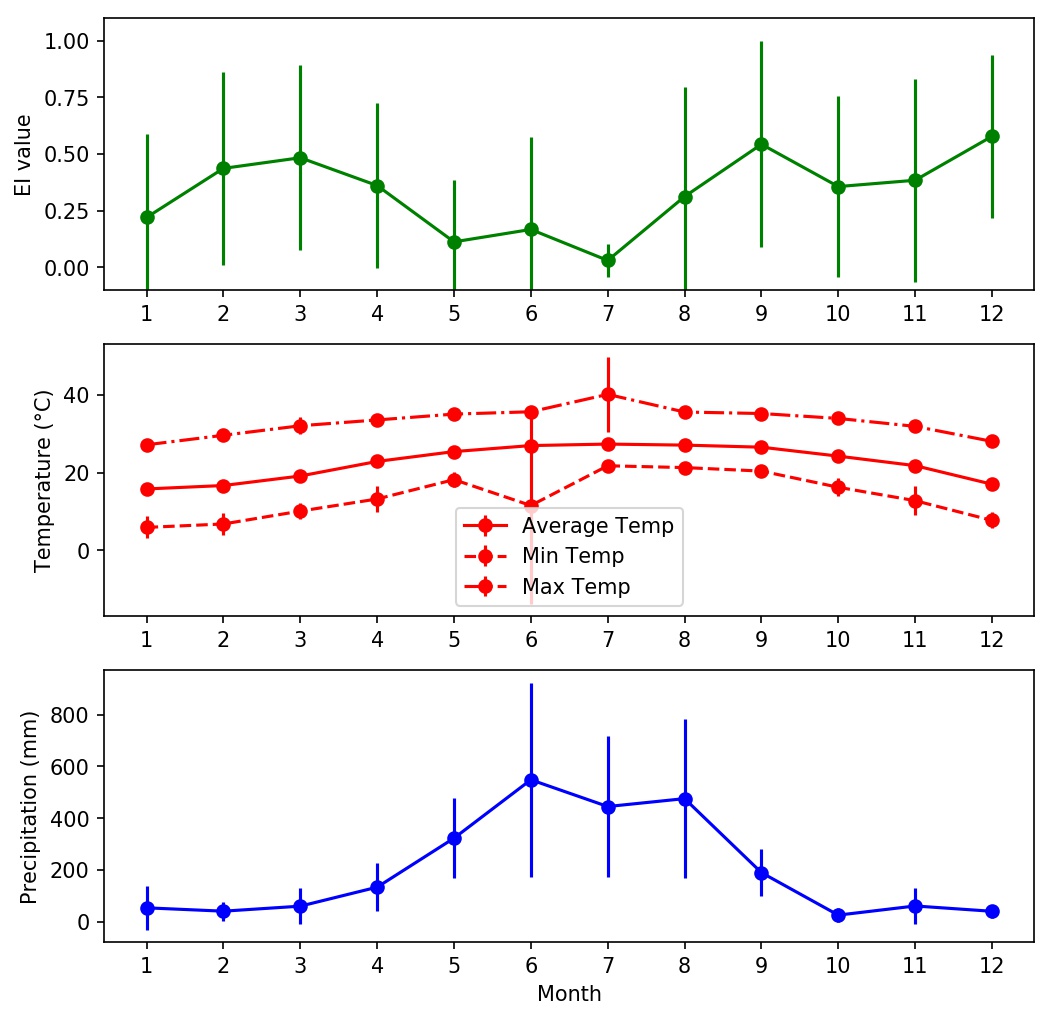 1.00
0.75
0.50
0.25
0.00
EI value
1 2 3 4 5 6 7 8 9 10 11 12
40
20
0
Temperature (°C)
Average Temp
Min Temp
Max Temp
1 2 3 4 5 6 7 8 9 10 11 12
800
600
400
200
0
Precipitation (mm)
1 2 3 4 5 6 7 8 9 10 11 12
Month